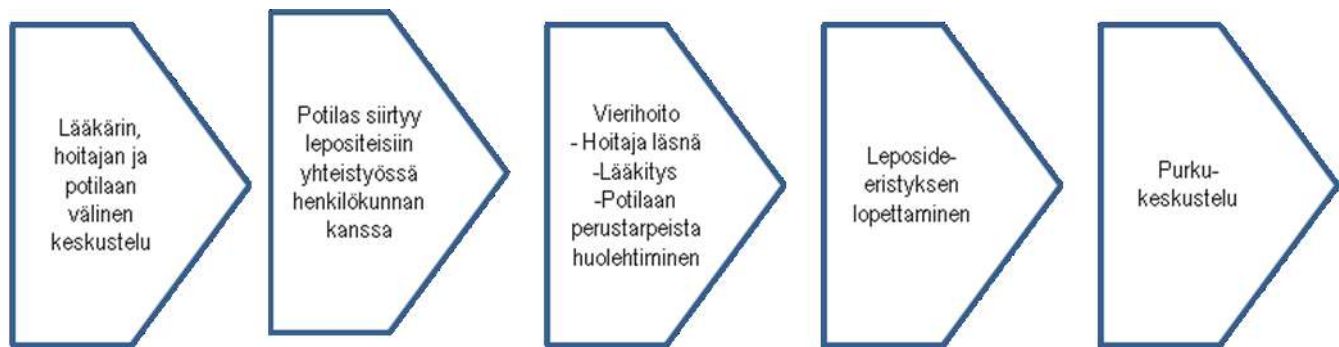 Lääkärin,
hoitajan ja
potilaan
välinen
keskustelu
Potilas siirtyy
lepositeisiin
yhteistyössä
henkilökunnan
kanssa
Vierihoito
- Hoitaja läsnä
-Lääkitys
-Potilaan
perustarpeista
huolehtiminen
Leposide-
eristyksen
lopettaminen
Purku-
keskustelu